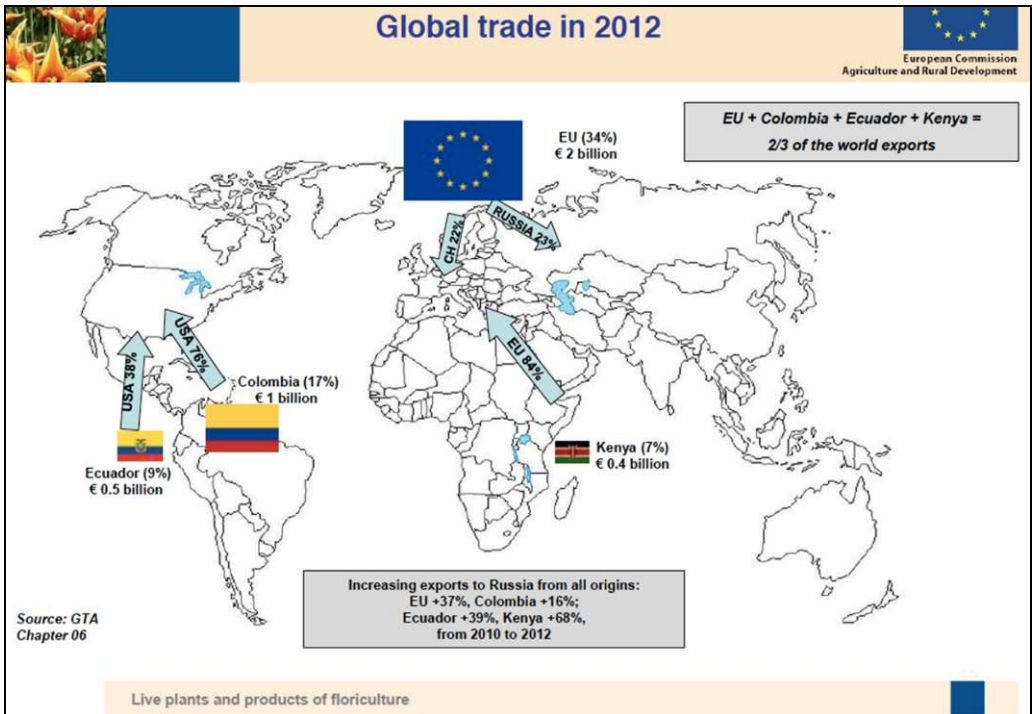 Global trade in 2012
European Commission
Agriculture and Rural Development
EU + Colombia + Ecuador + Kenya =
2/3 of the world exports
EU (34%)
€ 2 billion
CH 22%
RUSSIA 23%
USA 38%
USA 76%
EU 84%
Colombia (17%)
€ 1 billion
Ecuador (9%)
€ 0.5 billion
Kenya (7%)
€ 0.4 billion
Increasing exports to Russia from all origins:
EU +37%, Colombia +16%;
Ecuador +39%, Kenya +68%,
from 2010 to 2012
Source: GTA
Chapter 06
Live plants and products of floriculture